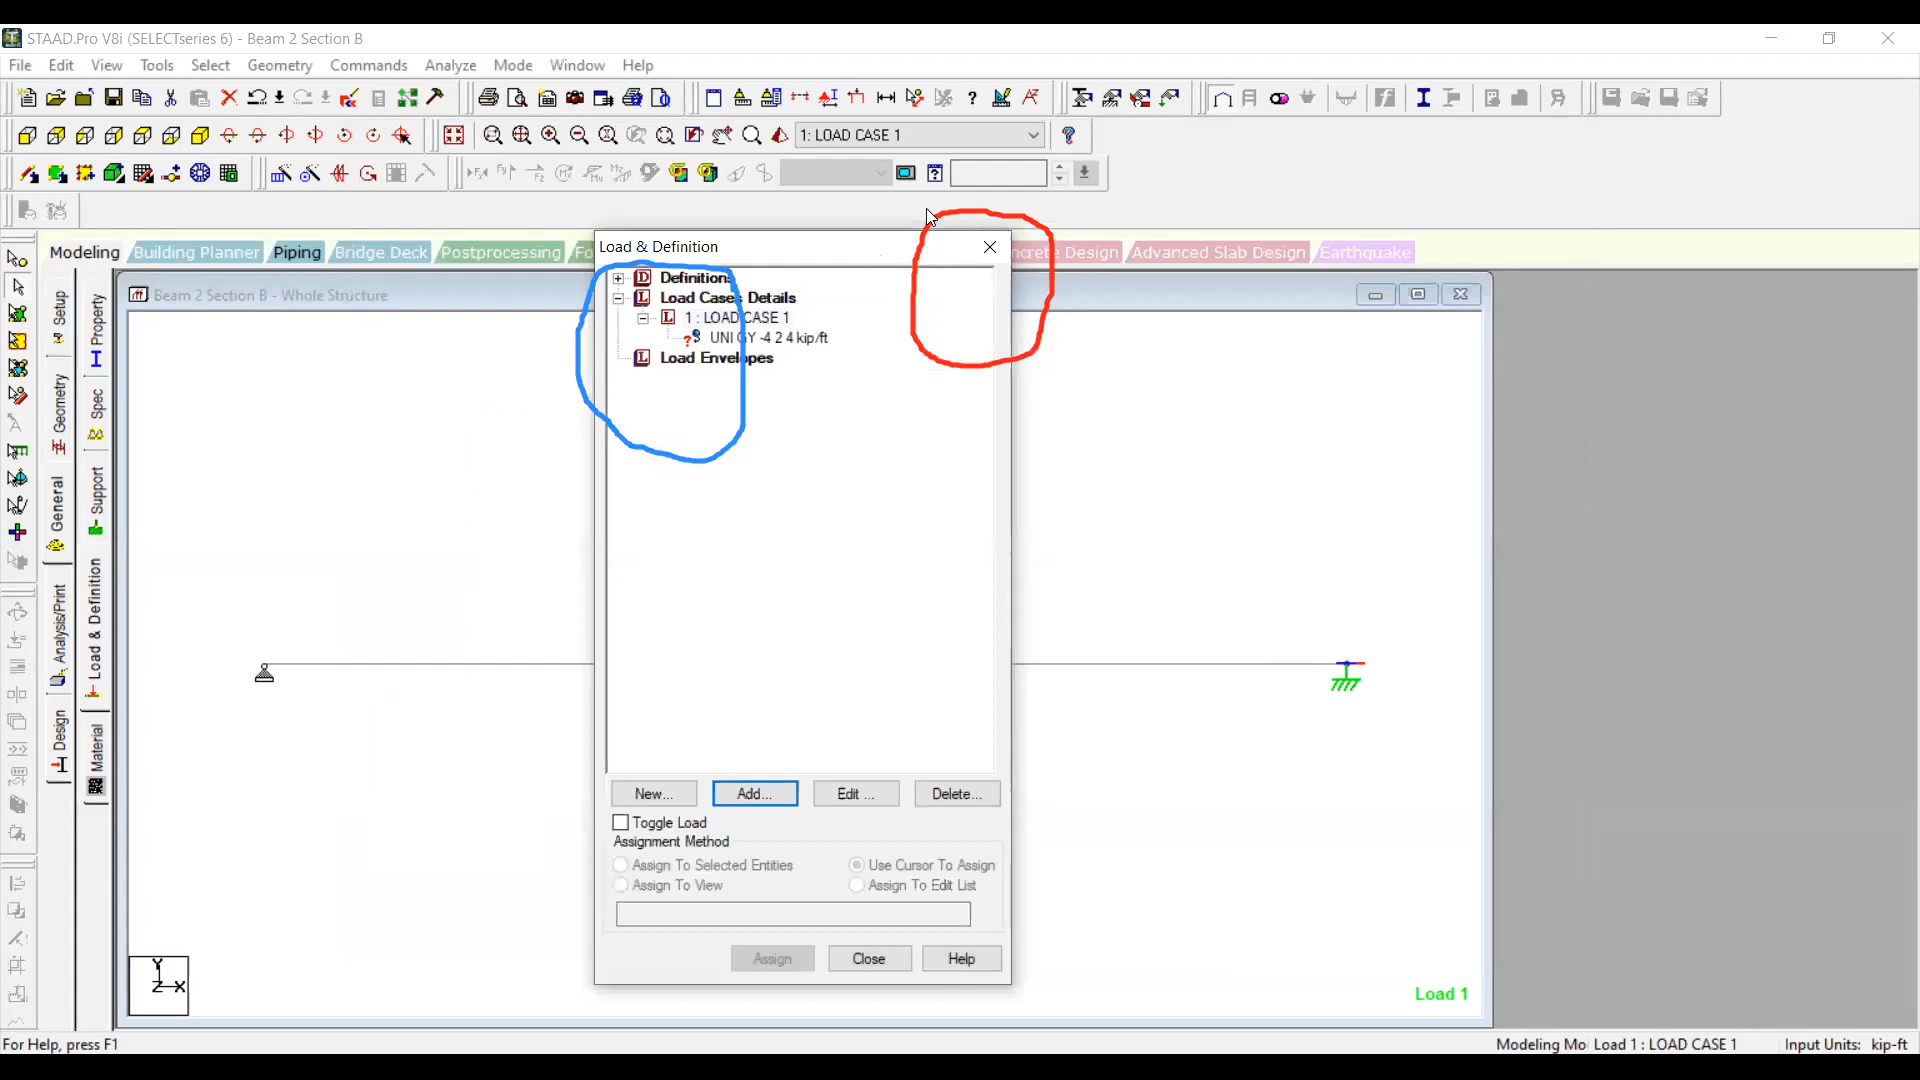 STAAD.Pro V8i (SELECTseries 6) - Beam 2 Section B
File Edit View Tools Select Geometry Commands Analyze Mode Window Help
1: LOAD CASE 1
Modeling Building Planner Piping Bridge Deck Postprocessing Fo
ncrete Design Advanced Slab Design Earthquake
Load & Definition
Beam 2 Section B - Whole Structure
Definitions
Load Cases Details
1 : LOAD CASE 1
UNI GY -4 2 4 kip/ft
Load Envelopes
Setup
Geometry
General
Analysis/Print
Design
Property
Spec
Support
Load & Definition
Material
New... Add... Edit ... Delete...
Toggle Load
Assignment Method
Assign To Selected Entities Use Cursor To Assign
Assign To View Assign To Edit List
Assign Close Help
Y
Z X
Load 1
For Help, press F1 Modeling Mo Load 1 : LOAD CASE 1 Input Units: kip-ft